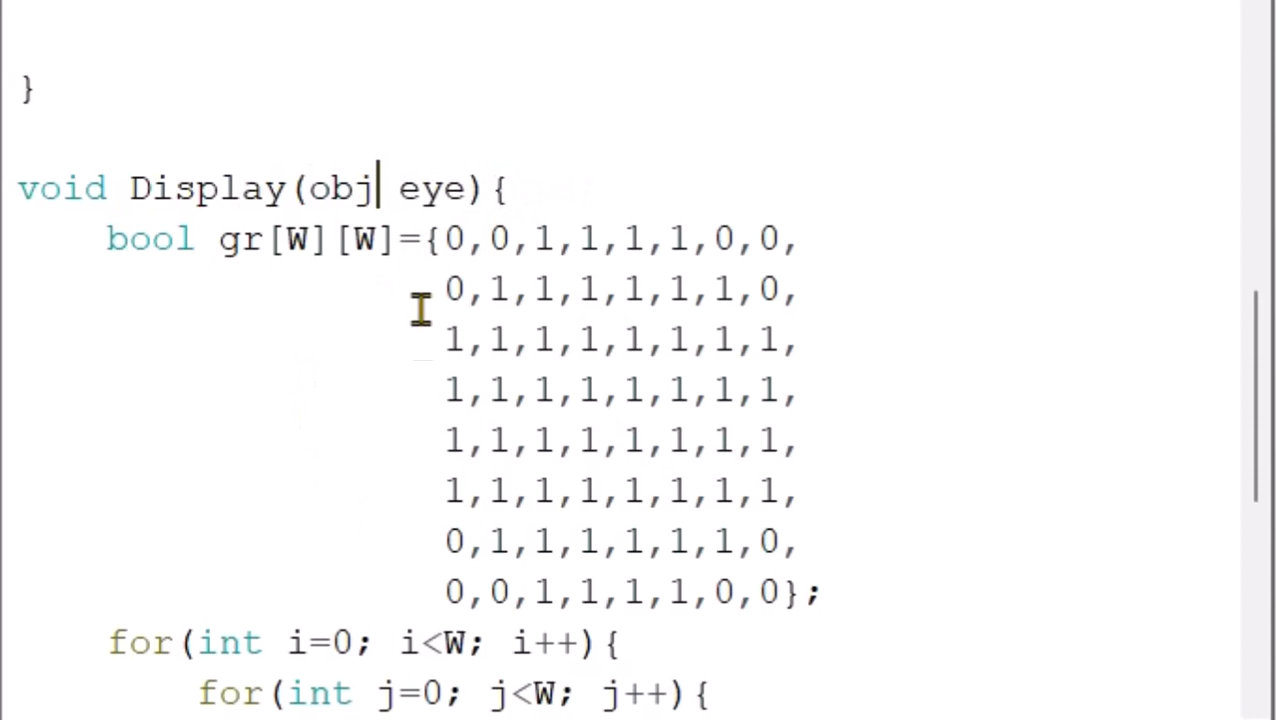 }
void Display(obj eye){
bool gr[W][W]={0,0,1,1,1,1,0,0,
0,1,1,1,1,1,1,0,
1,1,1,1,1,1,1,1,
1,1,1,1,1,1,1,1,
1,1,1,1,1,1,1,1,
1,1,1,1,1,1,1,1,
0,1,1,1,1,1,1,0,
0,0,1,1,1,1,0,0};
for(int i=0; i<W; i++){
for(int j=0; j<W; j++){